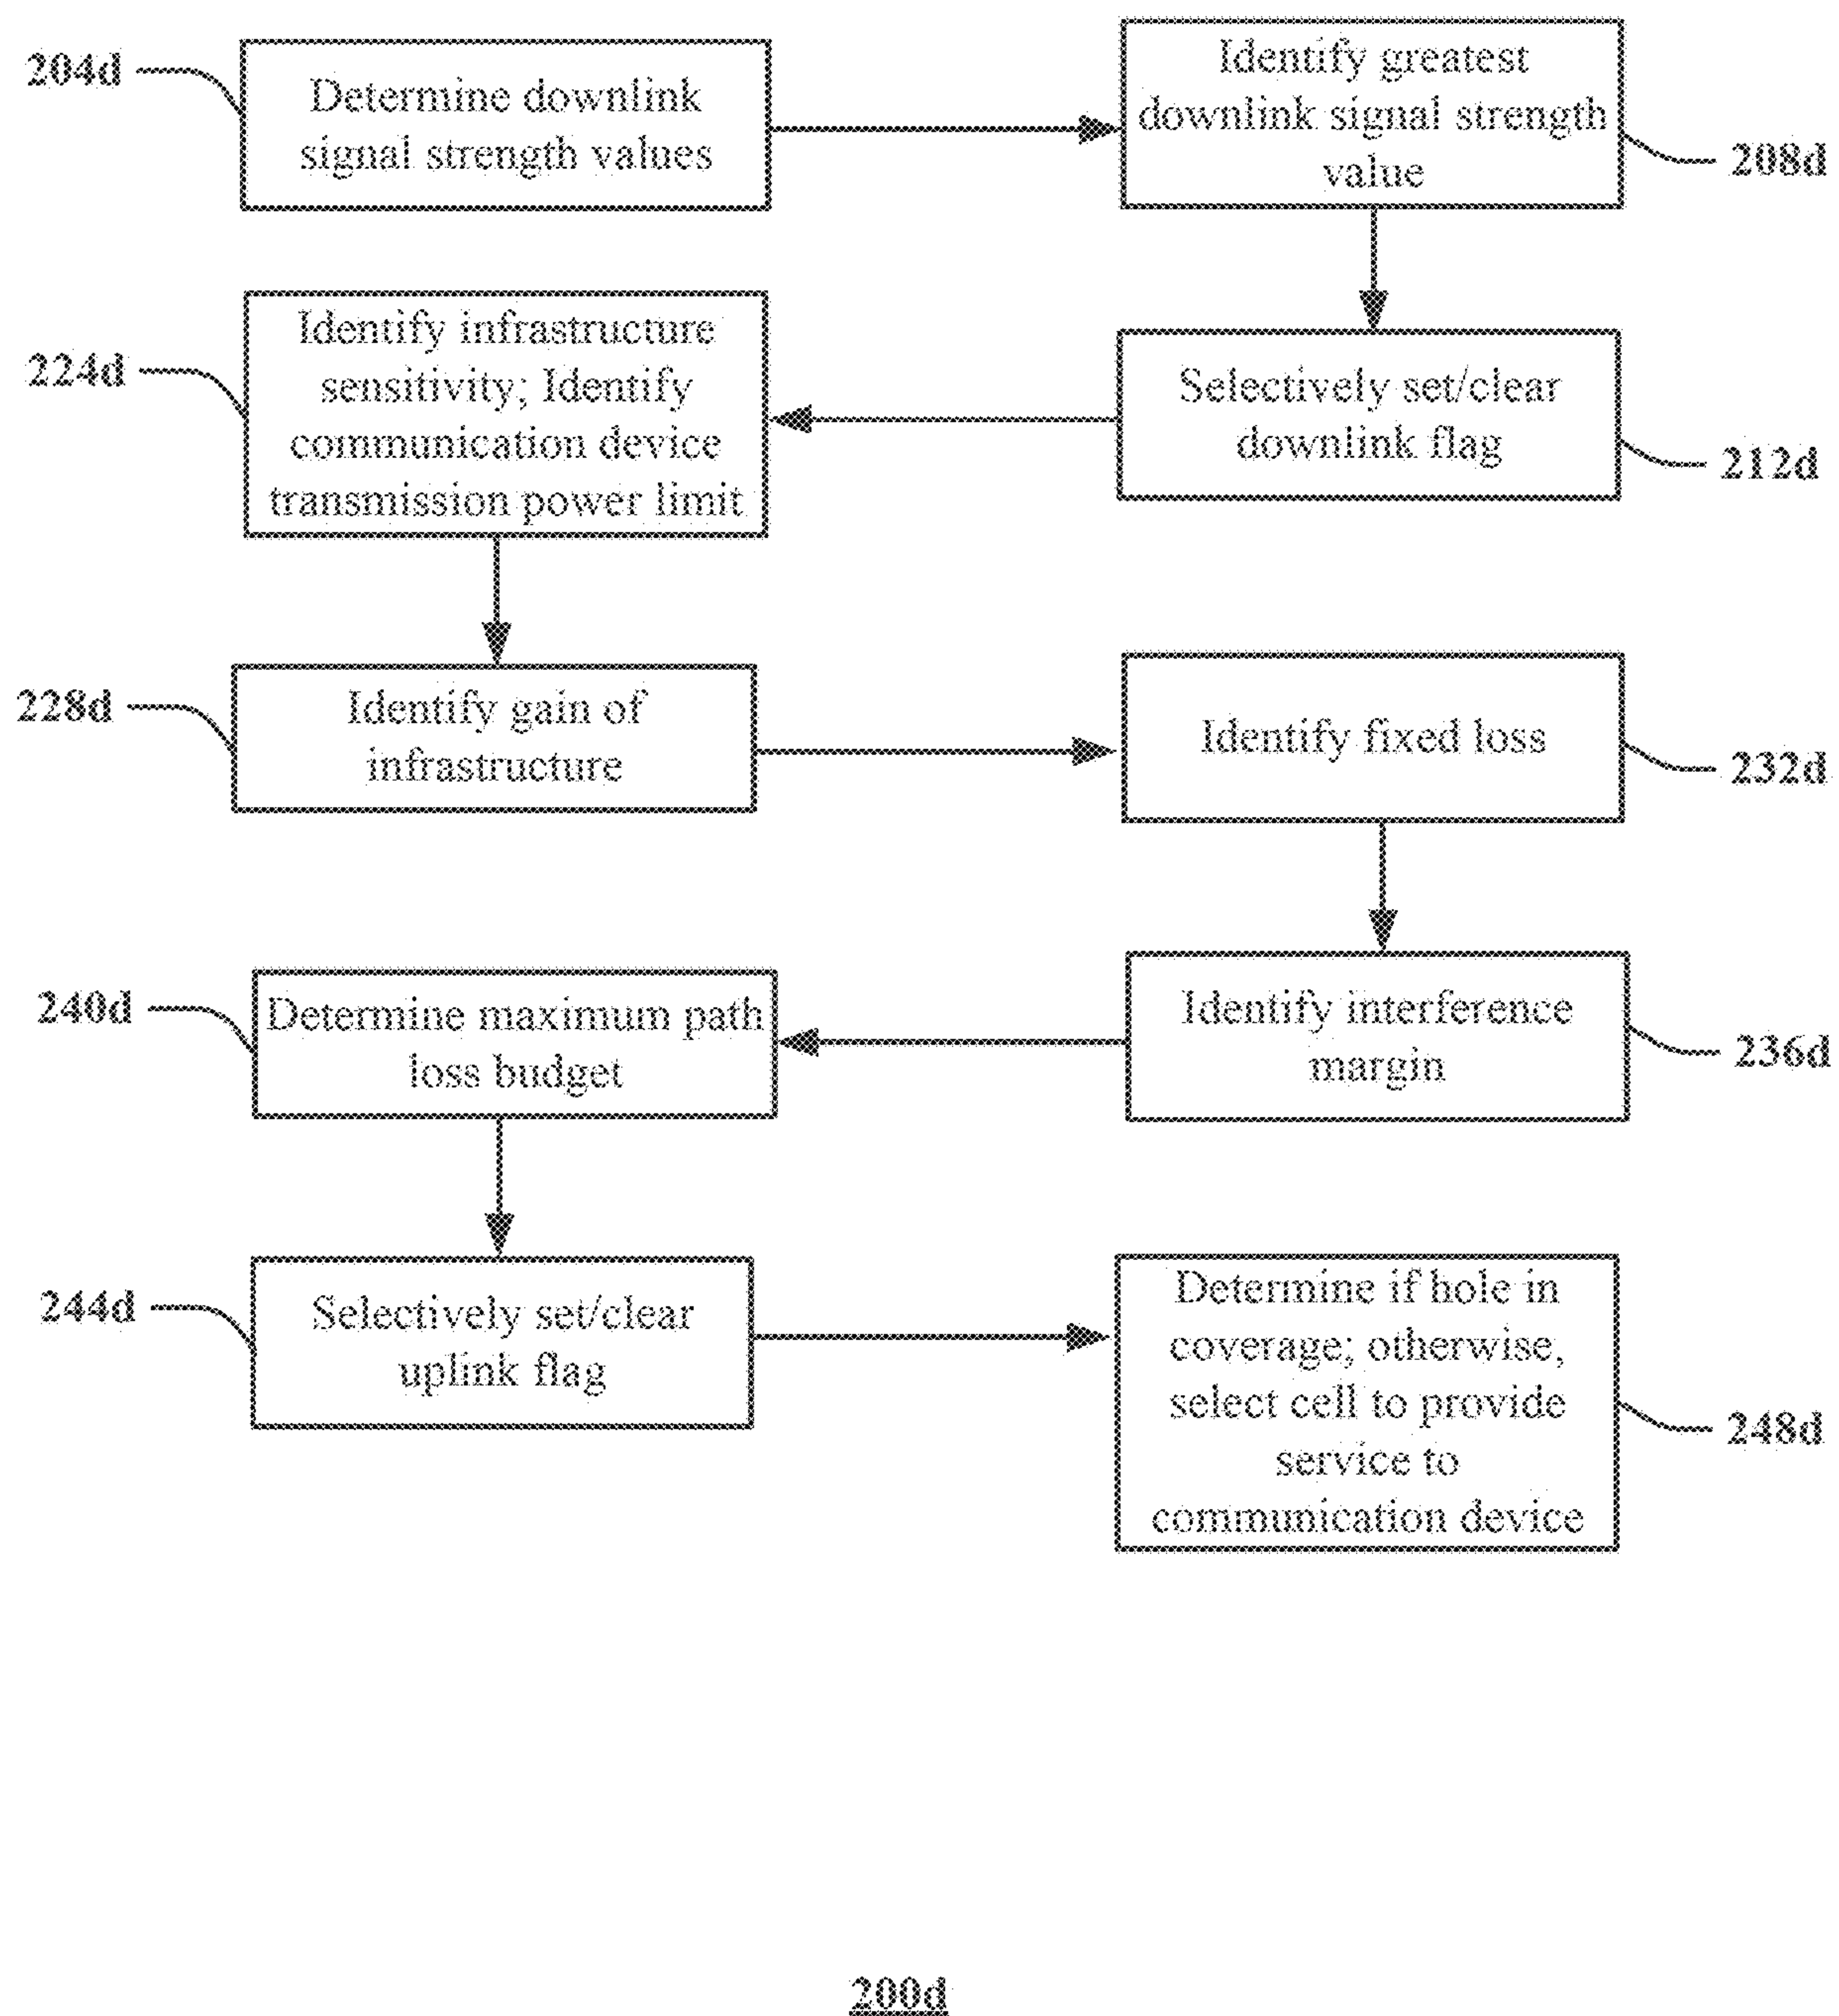 204d
Determine downlink
signal strength values
Identify greatest
downlink signal strength
value
208d
224d
Identify infrastructure
sensitivity; Identify
communication device
transmission power limit
Selectively set/clear
downlink flag
212d
228d
Identify gain of
infrastructure
Identify fixed loss
232d
240d
Determine maximum path
loss budget
Identify interference
margin
236d
244d
Selectively set/clear
uplink flag
Determine if hole in
coverage; otherwise,
select cell to provide
service to
communication device
248d
200d